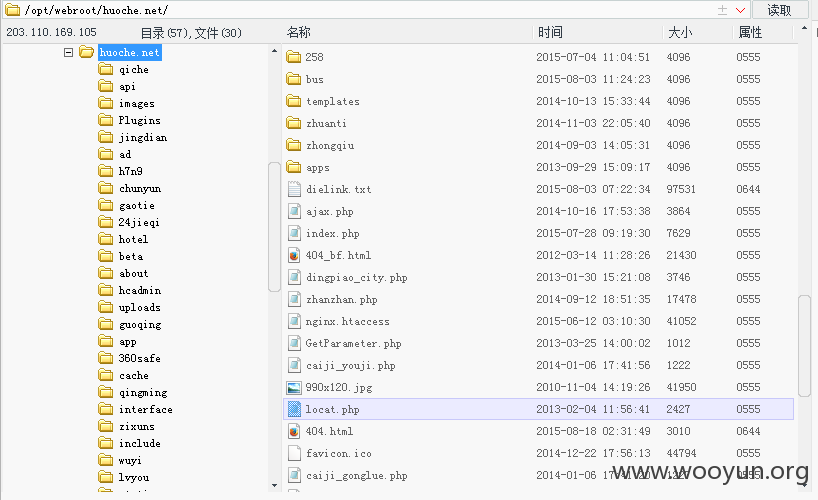 /opt/webroot/huoche.net/ 读取
203.110.169.105 目录(57),文件(30) 名称 时间 大小 属性
huoche.net
qiche
api
images
Plugins
jingdian
ad
h7n9
chunyun
gaotie
24jieqi
hotel
beta
about
hcadmin
uploads
guoqing
app
360safe
cache
qingming
interface
zixuns
include
wuyi
lvyou
258 2015-07-04 11:04:51 4096 0555
bus 2015-08-03 11:24:23 4096 0555
templates 2014-10-13 15:33:44 4096 0555
zhuanti 2014-11-03 22:05:40 4096 0555
zhongqiu 2014-09-03 14:05:31 4096 0555
apps 2013-09-29 15:09:17 4096 0555
dielink.txt 2015-08-03 07:22:34 97531 0644
ajax.php 2014-10-16 17:53:38 3864 0555
index.php 2015-07-28 09:19:30 7629 0555
404_bf.html 2012-03-14 11:28:26 21430 0555
dingpiao_city.php 2013-01-30 15:21:08 3746 0555
zhanzhan.php 2014-09-12 18:51:35 17478 0555
nginx.htaccess 2015-06-12 03:10:30 41052 0555
GetParameter.php 2013-03-25 14:00:02 1012 0555
caiji_youji.php 2014-01-06 17:41:56 1222 0555
990x120.jpg 2010-11-04 14:19:26 41950 0555
locat.php 2013-02-04 11:56:41 2427 0555
404.html 2015-08-18 02:31:49 3010 0644
favicon.ico 2014-12-22 17:56:13 44794 0555
caiji_gonglue.php 2014-01-06
www.wooyun.org